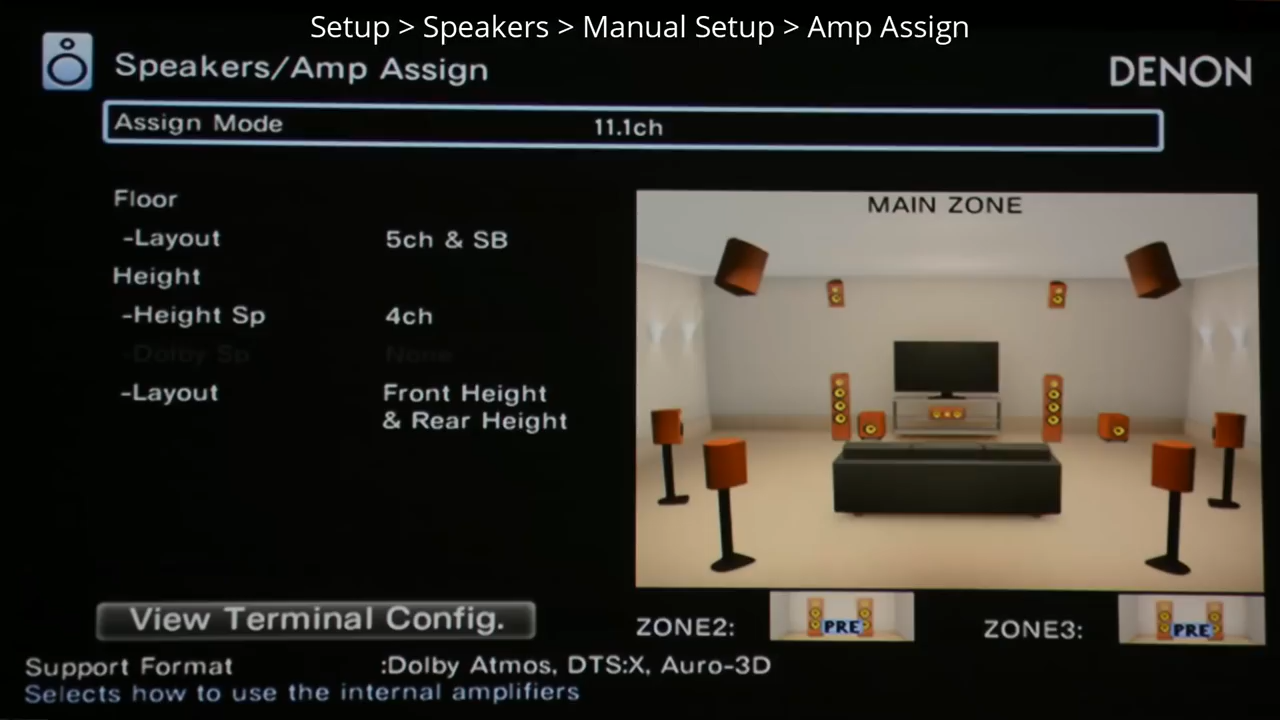 Setup > Speakers > Manual Setup > Amp Assign
Speakers/Amp Assign
DENON
Assign Mode 11.1ch
Floor
-Layout 5ch & SB
Height
-Height Sp 4ch
-Dolby Sp None
-Layout Front Height
& Rear Height
MAIN ZONE
View Terminal Config.
ZONE2: PRE
ZONE3: PRE
Support Format :Dolby Atmos, DTS:X, Auro-3D
Selects how to use the internal amplifiers